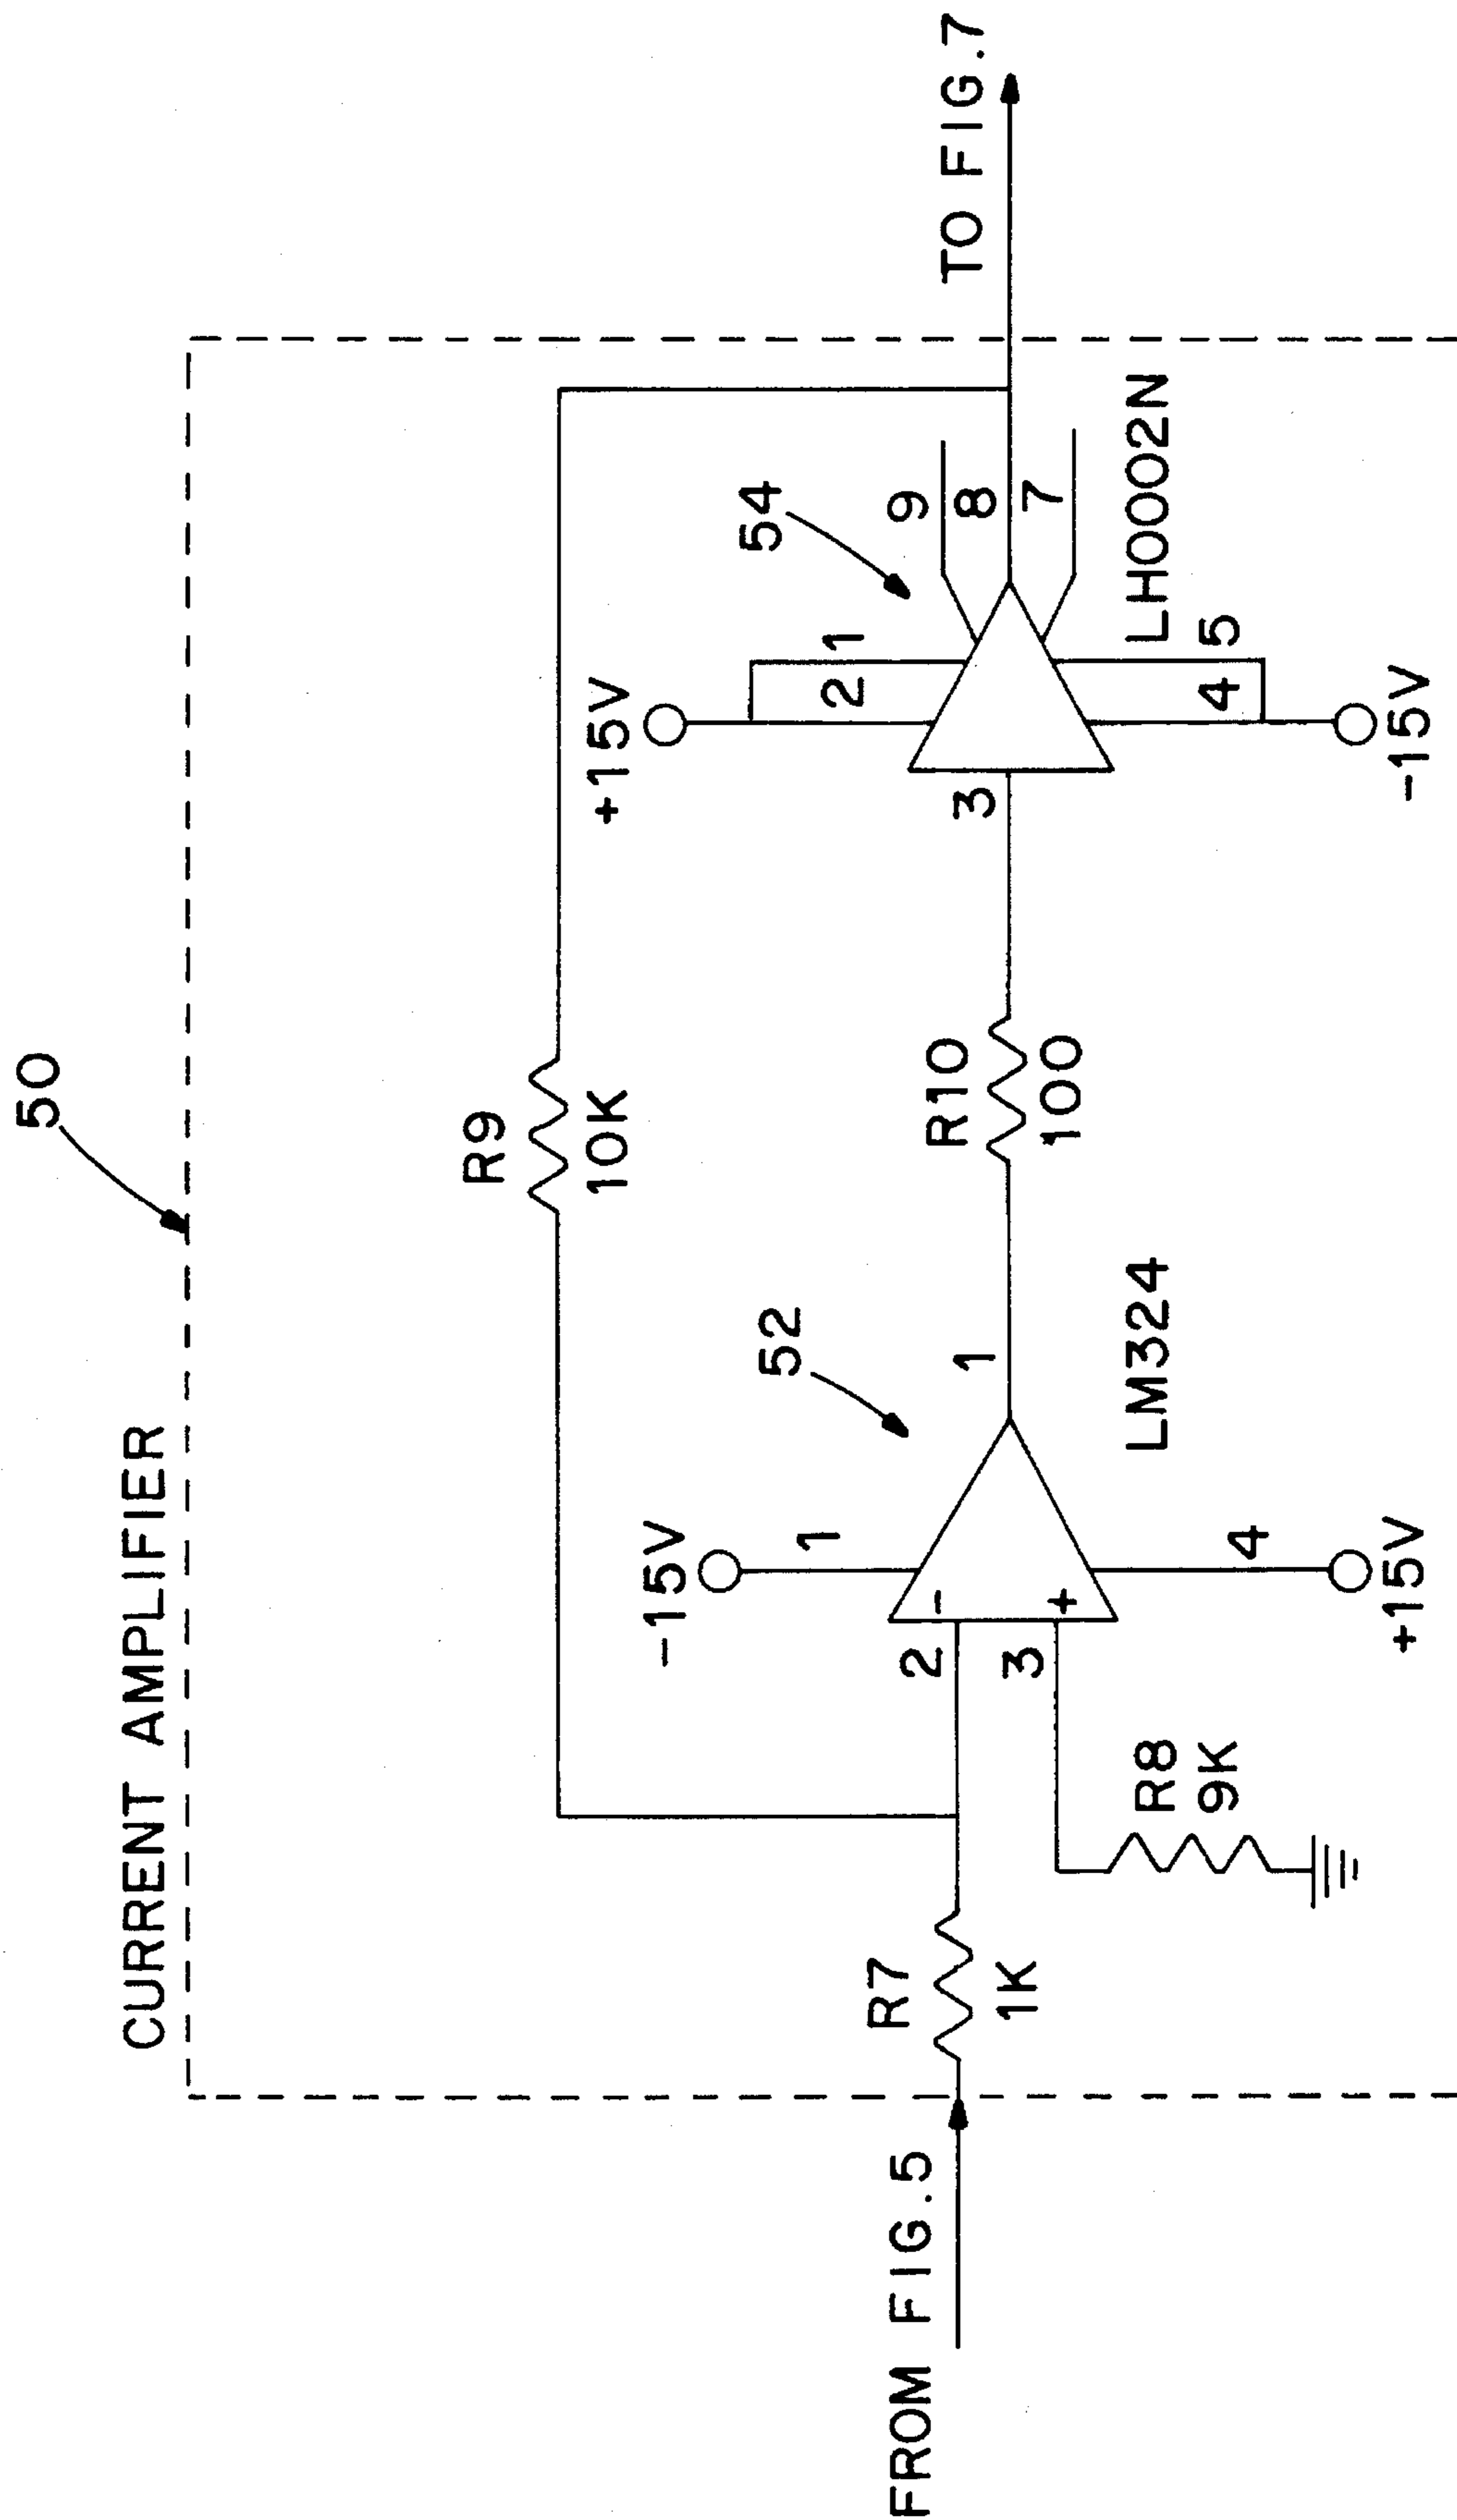 50
CURRENT AMPLIFIER
R9
10K
-15V
1
52
+15V
2
1
54
FROM FIG.5
R7
1K
2
-
3
+
1
R10
100
3
9
8
7
TO FIG.7
R8
9K
4
+15V
LM324
4
5
-15V
LH0002N